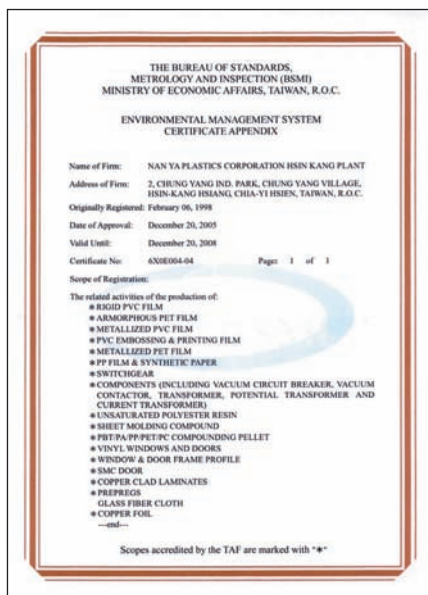 THE BUREAU OF STANDARDS,
METROLOGY AND INSPECTION (BSMI)
MINISTRY OF ECONOMIC AFFAIRS, TAIWAN, R.O.C.
ENVIRONMENTAL MANAGEMENT SYSTEM
CERTIFICATE APPENDIX
Name of Firm: NAN YA PLASTICS CORPORATION HSIN KANG PLANT
Address of Firm: 2, CHUNG YANG IND. PARK, CHUNG YANG VILLAGE,
HSIN-KANG HSIANG, CHIA-YI HSIEN, TAIWAN, R.O.C.
Originally Registered: February 06, 1998
Date of Approval: December 20, 2005
Valid Until: December 20, 2008
Certificate No: 6X0E004-04 Page: 1 of 1
Scope of Registration:
The related activities of the production of:
*RIGID PVC FILM
*ARMORPHOUS PET FILM
*METALLIZED PVC FILM
*PVC EMBOSSING & PRINTING FILM
*METALLIZED PET FILM
*PP FILM & SYNTHETIC PAPER
*SWITCHGEAR
*COMPONENTS (INCLUDING VACUUM CIRCUIT BREAKER, VACUUM
CONTACTOR, TRANSFORMER, POTENTIAL TRANSFORMER AND
CURRENT TRANSFORMER)
*UNSATURATED POLYESTER RESIN
*SHEET MOLDING COMPOUND
*PBT/PA/PP/PET/PC COMPOUNDING PELLET
*VINYL WINDOWS AND DOORS
*WINDOW & DOOR FRAME PROFILE
*SMC DOOR
*COPPER CLAD LAMINATES
*PREPREGS
GLASS FIBER CLOTH
*COPPER FOIL
---end---
Scopes accredited by the TAF are marked with "*"